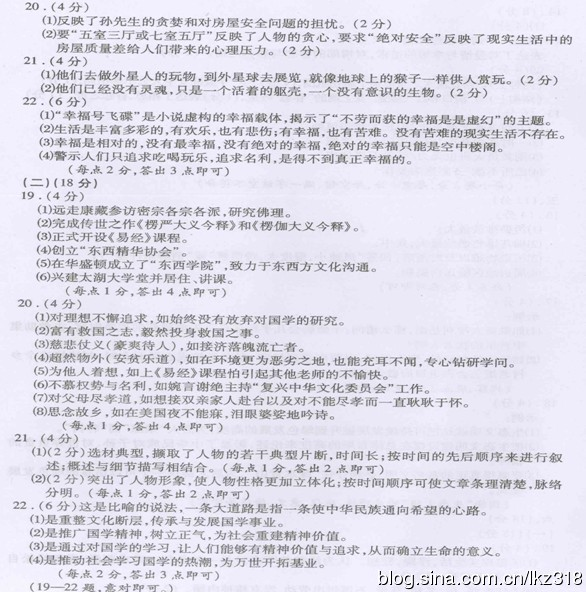 20．(4 分)
(1)反映了孙先生的贪婪和对房屋安全问题的担忧。(2 分)
(2)要“五室三厅或七室五厅”反映了人物的贪心，要求“绝对安全”反映了现实生活中的
房屋质量差给人们带来的心理压力。(2 分)
21．(4 分)
(1)他们去做外星人的玩物，到外星球去展览，就像地球上的猴子一样供人赏玩。(2 分)
(2)他们已经没有灵魂，只是一个活着的躯壳，一个没有意识的生物。(2 分)
22．(6 分)
(1)“幸福号飞碟”是小说虚构的幸福载体，揭示了“不劳而获的幸福是是虚幻”的主题。
(2)生活是丰富多彩的，有欢乐，也有悲伤；有幸福，也有苦难。没有苦难的现实生活不存在。
(3)幸福是相对的，没有最幸福，没有绝对的幸福，绝对的幸福只能是空中楼阁。
(4)警示人们只追求吃喝玩乐，追求名利，是得不到真正幸福的。
(每点 2 分，答出 3 点即可)
(二)(18 分)
19．(4 分)
(1)远走康藏参访密宗各宗各派，研究佛理。
(2)完成传世之作《楞严大义今释》和《楞伽大义今释》。
(3)正式开设《易经》课程。
(4)创立“东西精华协会”。
(5)在华盛顿成立了“东西学院”，致力于东西方文化沟通。
(6)兴建太湖大学堂并居住、讲课。
(每点 1 分，答出 4 点即可)
20．(4 分)
(1)对理想不懈追求，如始终没有放弃对国学的研究。
(2)富有救国之志，毅然投身救国之事。
(3)慈悲仗义(豪爽待人)，如接济落魄流亡者。
(4)超然物外(安贫乐道)，如在环境更为恶劣之地，也能充耳不闻，专心钻研学问。
(5)为他人着想，如上《易经》课程怕引起其他老师的不愉快。
(6)不慕权势与名利，如婉言谢绝主持“复兴中华文化委员会”工作。
(7)对父母尽孝道，如想接双亲家人赴台以及对不能尽孝而一直耿耿于怀。
(8)思念故乡，如在美国夜不能寐，泪眼婆娑地吟诗。
(每点 1 分，答出 4 点即可)
21．(4 分)
(1)(2 分)选材典型，撷取了人物的若干典型片断，时间长；按时间的先后顺序来进行叙
述；概述与细节描写相结合。(每点 1 分，答出 2 点即可)
(2)(2 分)突出了人物形象，使人物性格更加立体化；按时间顺序可使文章条理清楚，脉络
分明。(每点 1 分，答出 2 点即可)
22．(6 分)这是比喻的说法，一条大道路是指一条使中华民族通向希望的心路。
(1)是重整文化断层，传承与发展国学事业。
(2)是推广国学精神，树立正气，为社会重建精神价值。
(3)是通过对国学的学习，让人们能够有精神价值与追求，从而确立生命的意义。
(4)是推动社会学习国学的热潮，为万世开拓基业。
(每点 2 分，答出 3 点即可)
(19—22 题，意对即可。)
blog.sina.com.cn/lkz318